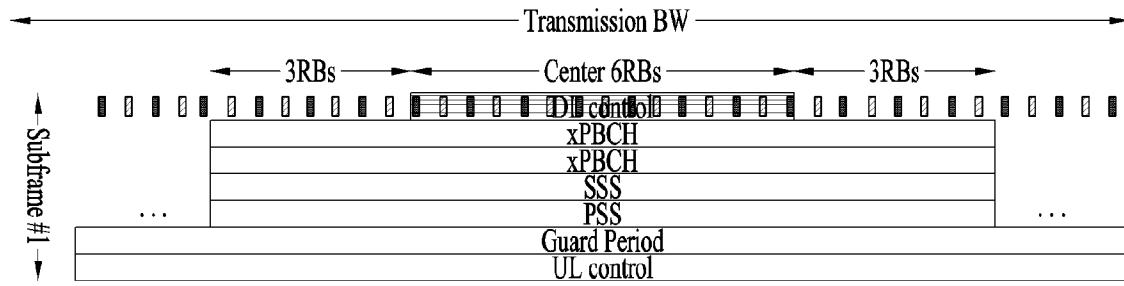 Transmission BW
3RBs Center 6RBs 3RBs
DL control
xPBCH
xPBCH
SSS
PSS
... ...
Guard Period
UL control
Subframe #1